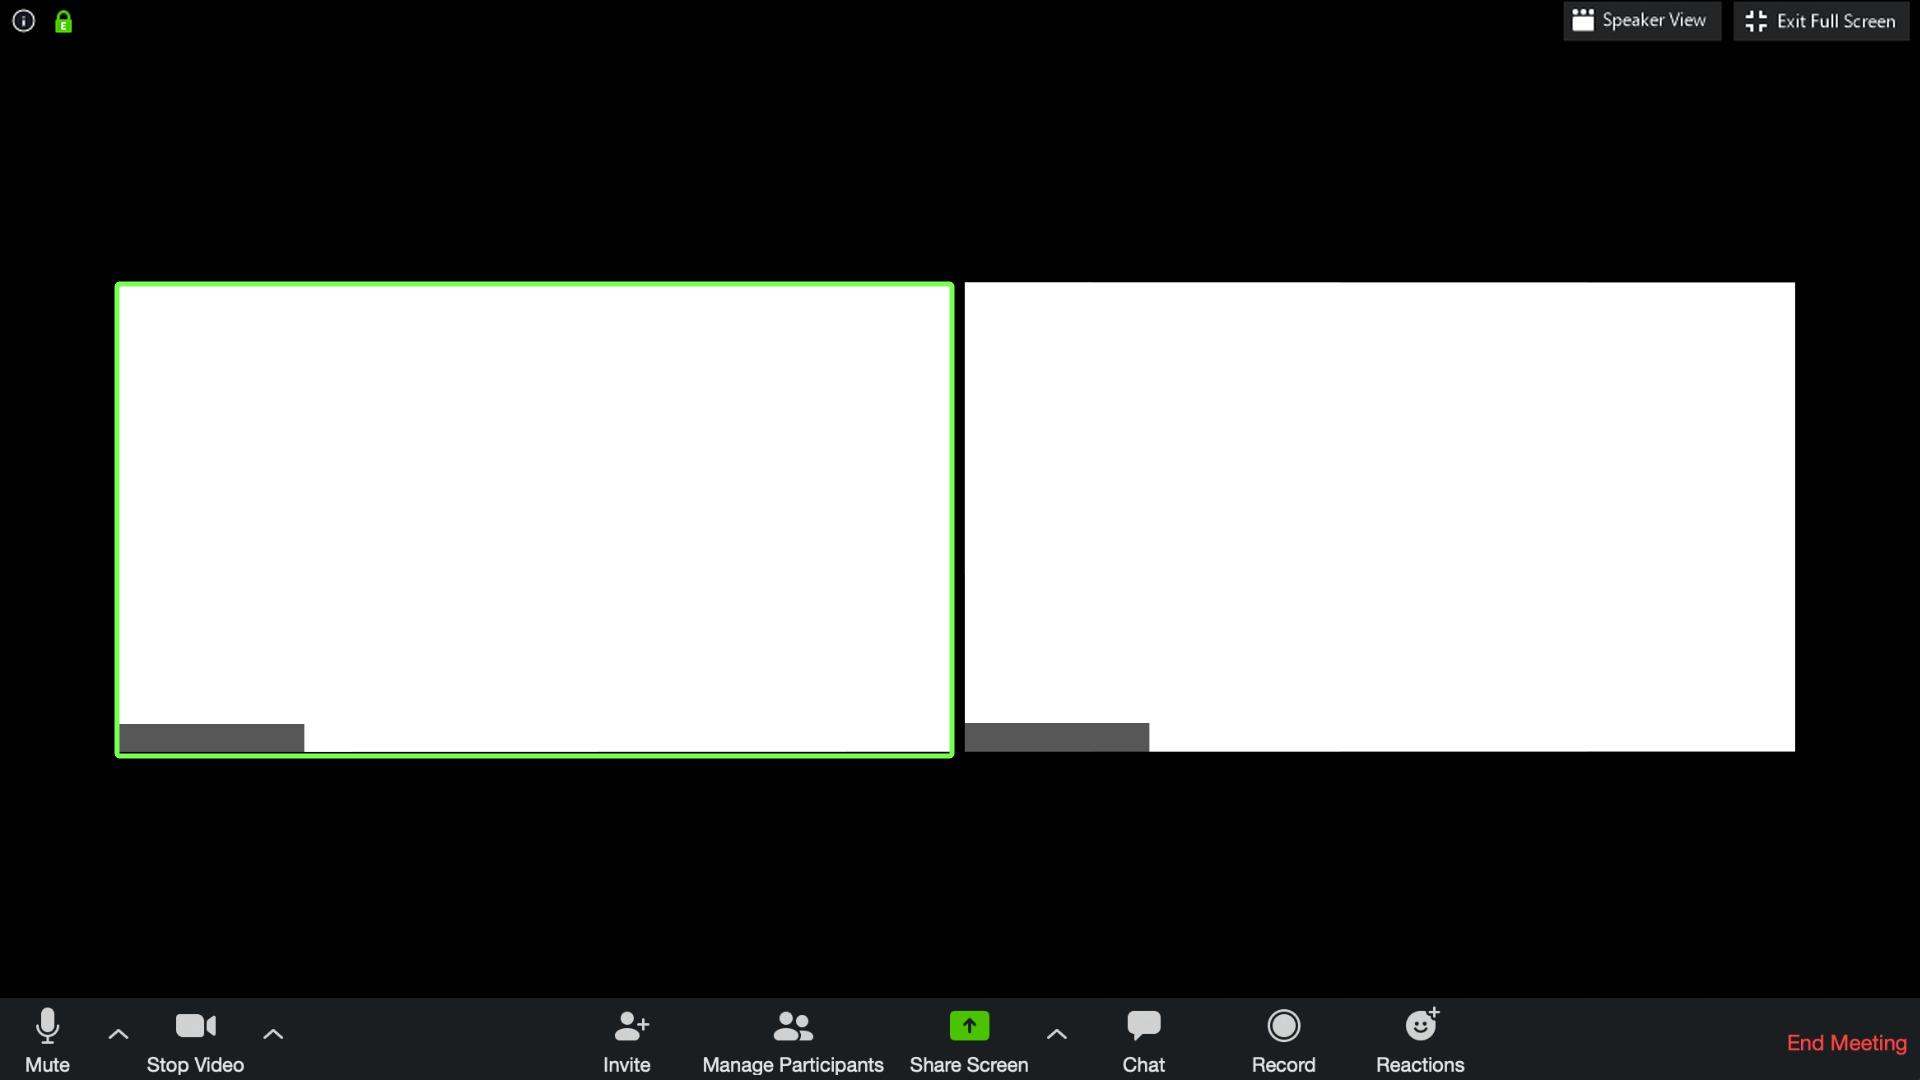 Speaker View
Exit Full Screen
E
Mute
Stop Video
Invite
Manage Participants
Share Screen
Chat
Record
Reactions
End Meeting